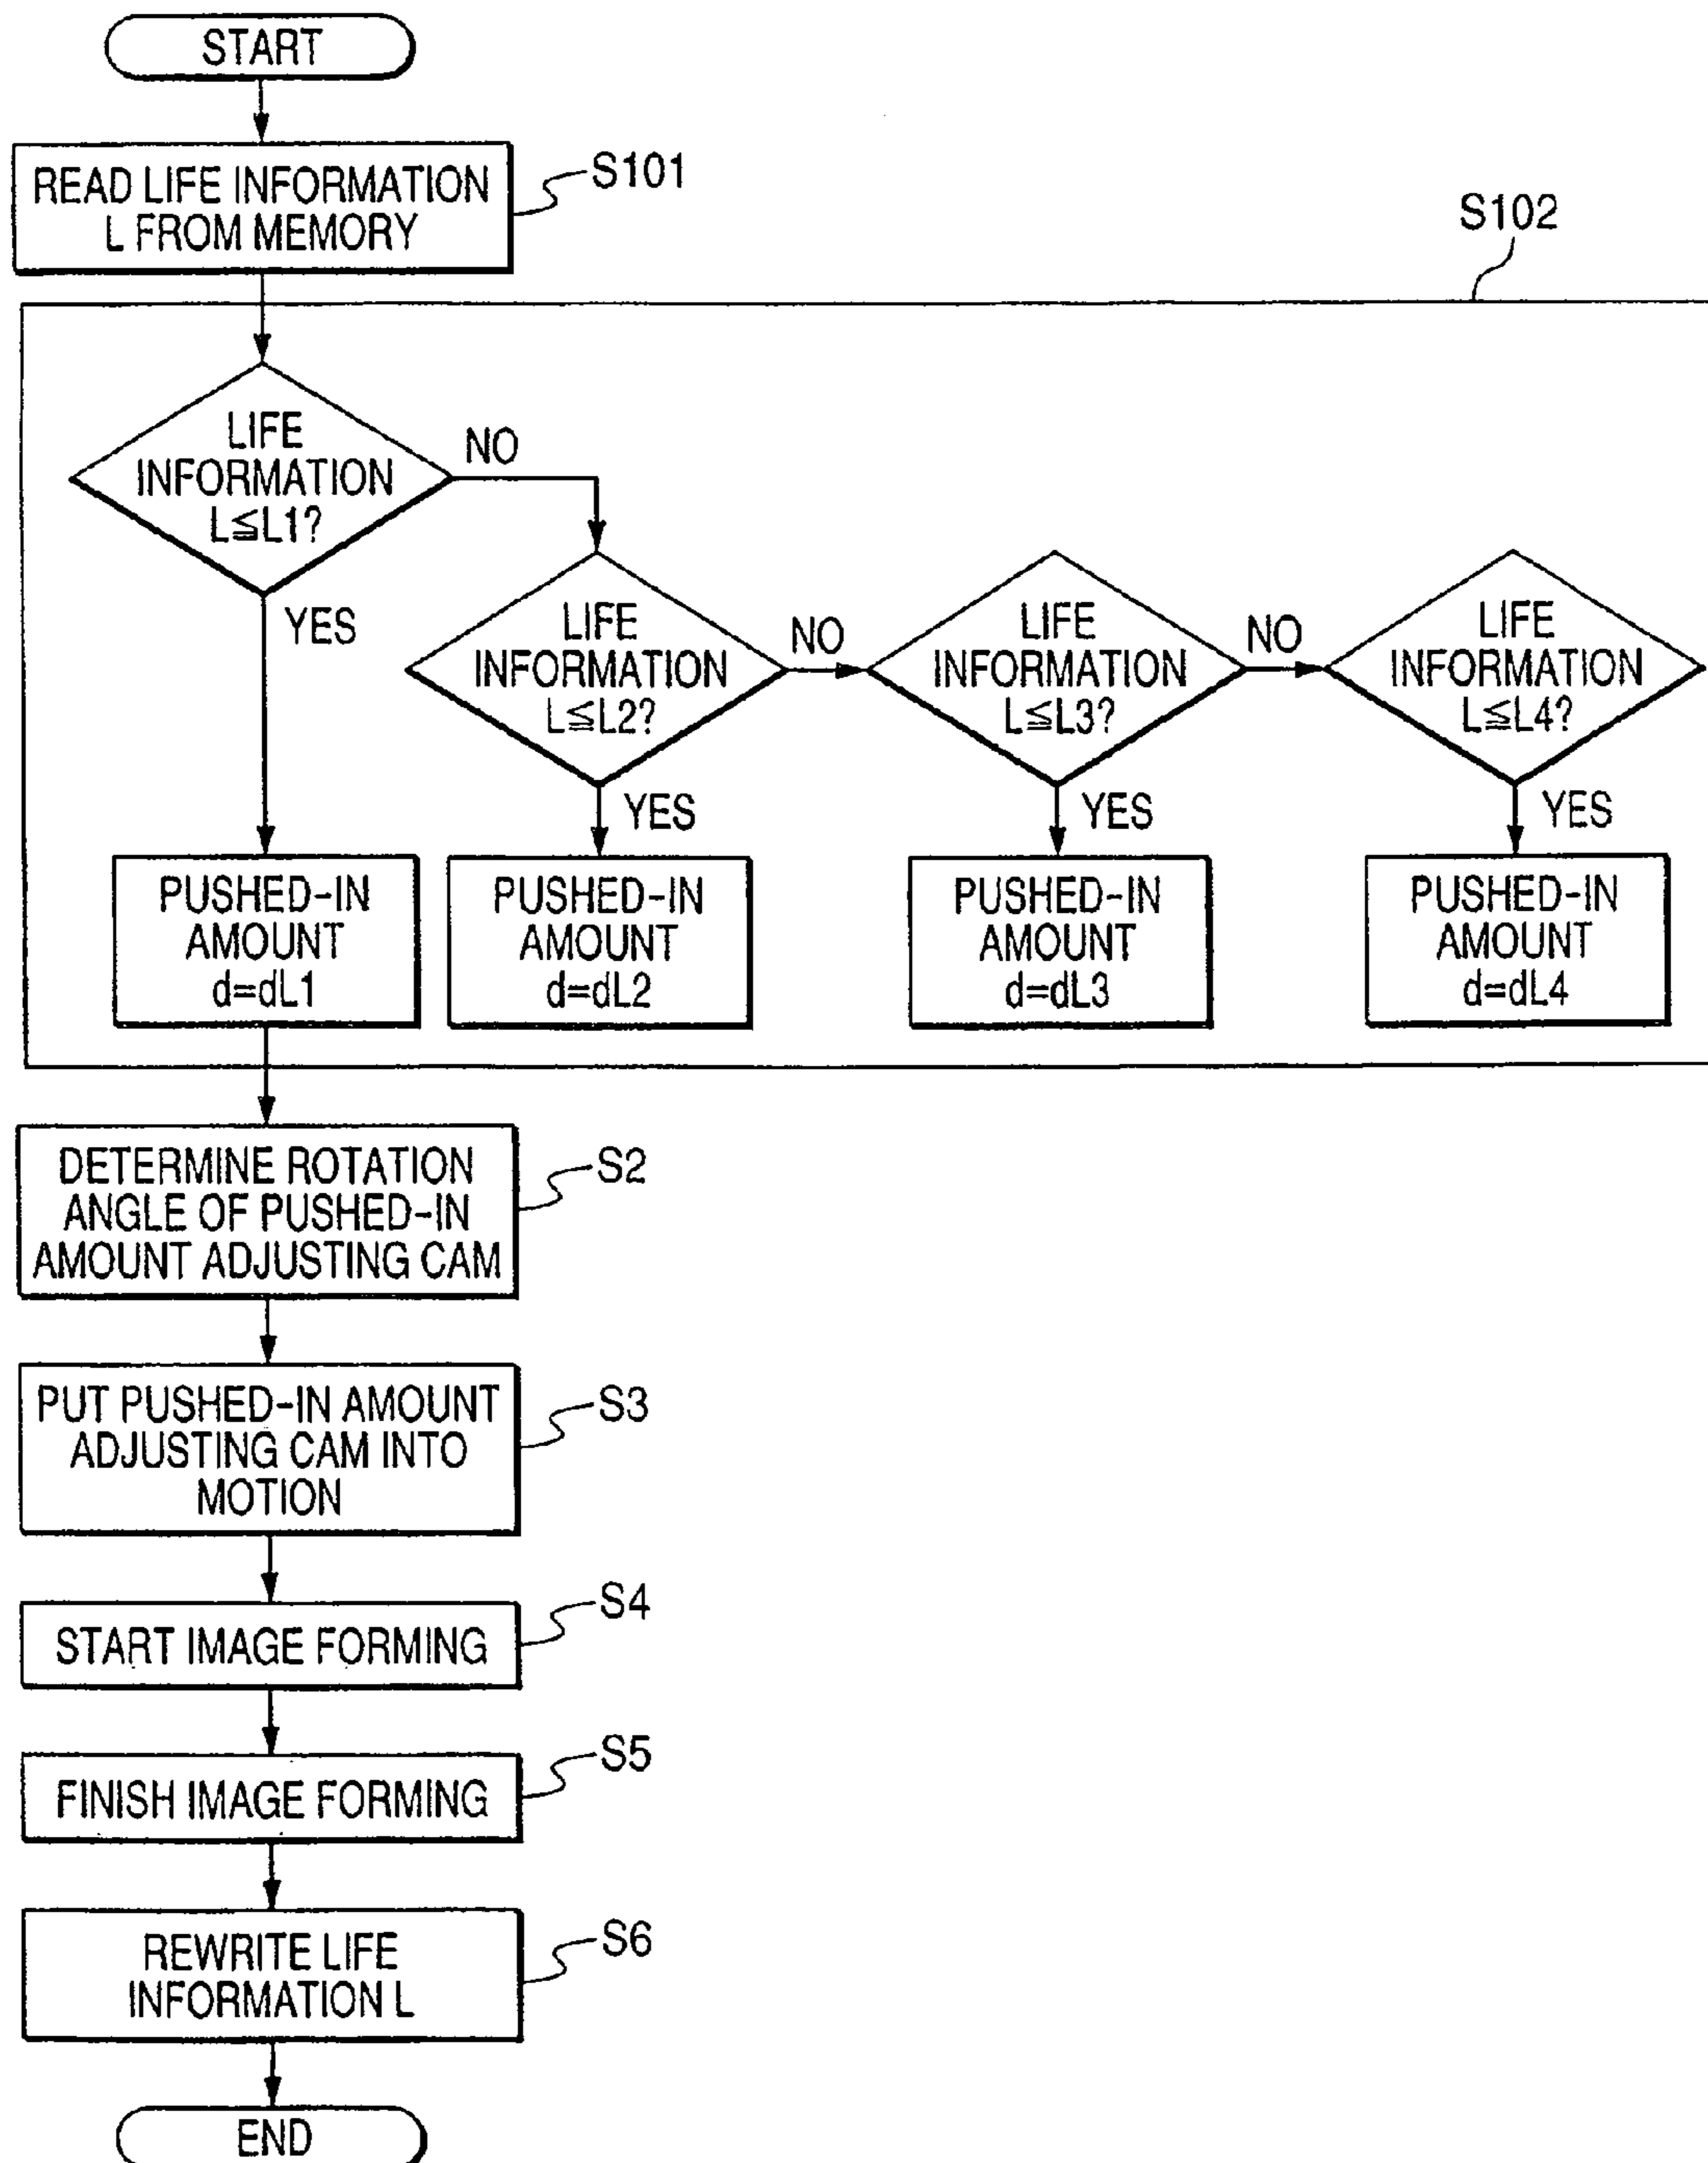 START
READ LIFE INFORMATION
L FROM MEMORY
S101
S102
LIFE
INFORMATION
L≦L1?
NO
YES
LIFE
INFORMATION
L≦L2?
NO
YES
LIFE
INFORMATION
L≦L3?
NO
YES
LIFE
INFORMATION
L≦L4?
YES
PUSHED-IN
AMOUNT
d=dL1
PUSHED-IN
AMOUNT
d=dL2
PUSHED-IN
AMOUNT
d=dL3
PUSHED-IN
AMOUNT
d=dL4
DETERMINE ROTATION
ANGLE OF PUSHED-IN
AMOUNT ADJUSTING CAM
S2
PUT PUSHED-IN AMOUNT
ADJUSTING CAM INTO
MOTION
S3
START IMAGE FORMING
S4
FINISH IMAGE FORMING
S5
REWRITE LIFE
INFORMATION L
S6
END